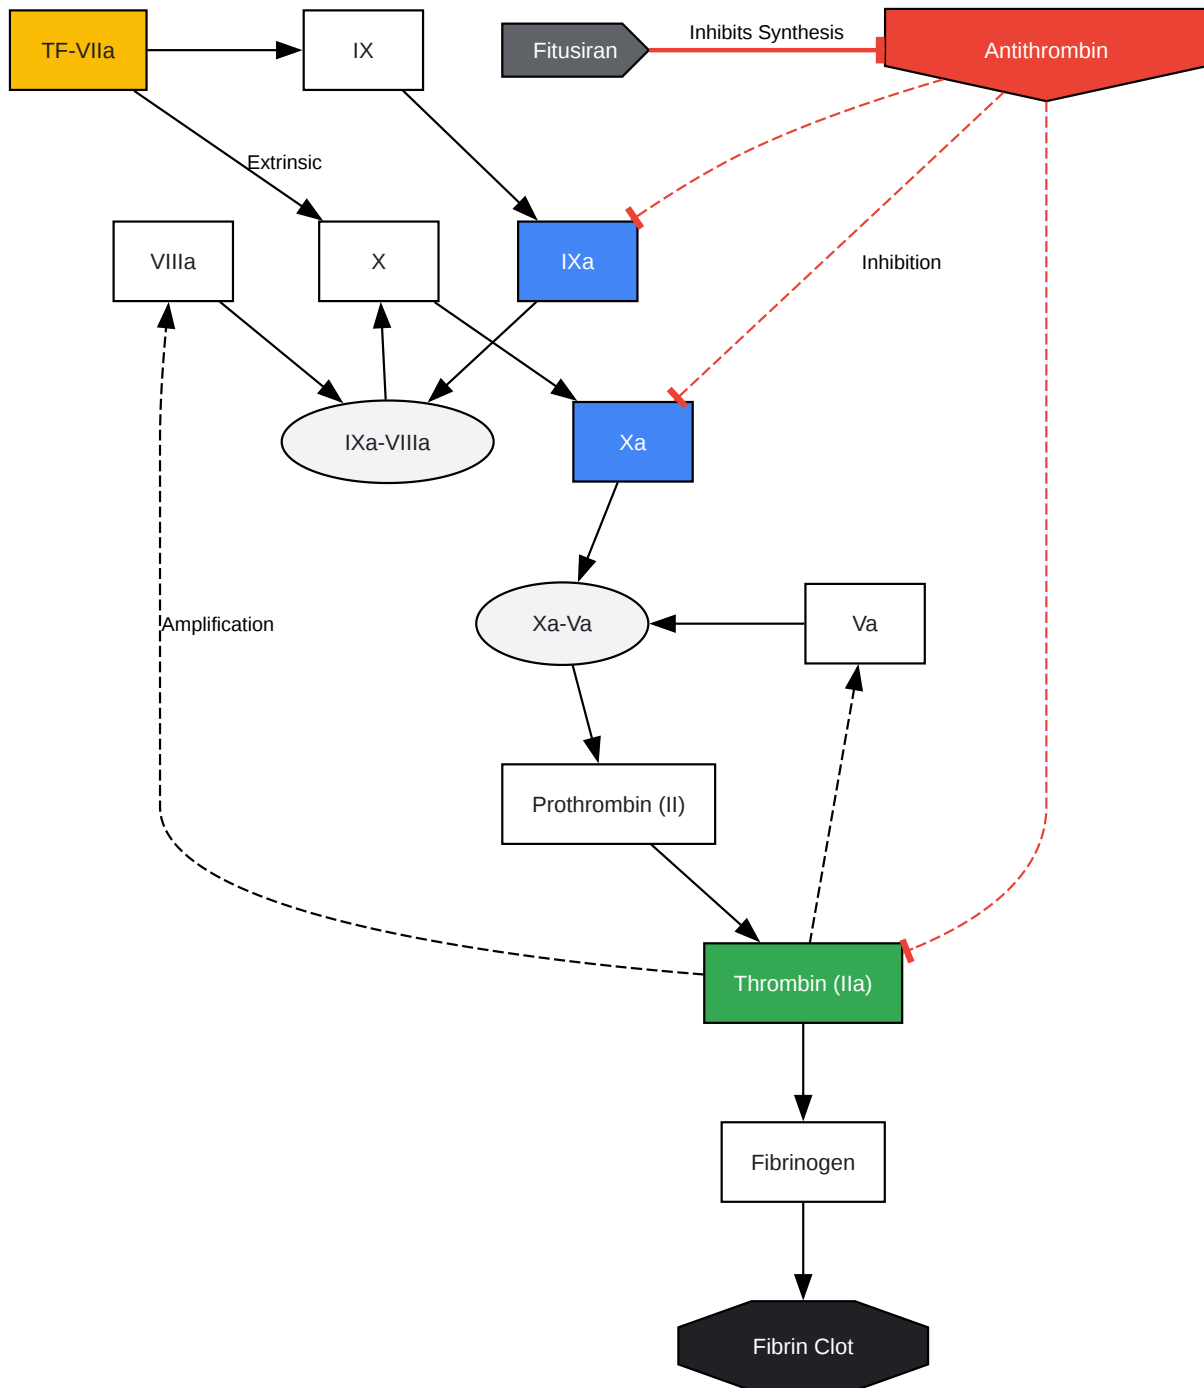 TF-VIIa
IX
Fitusiran
Inhibits Synthesis
Antithrombin
Extrinsic
VIIIa
X
IXa
Inhibition
IXa-VIIIa
Xa
Amplification
Xa-Va
Va
Prothrombin (II)
Thrombin (IIa)
Fibrinogen
Fibrin Clot